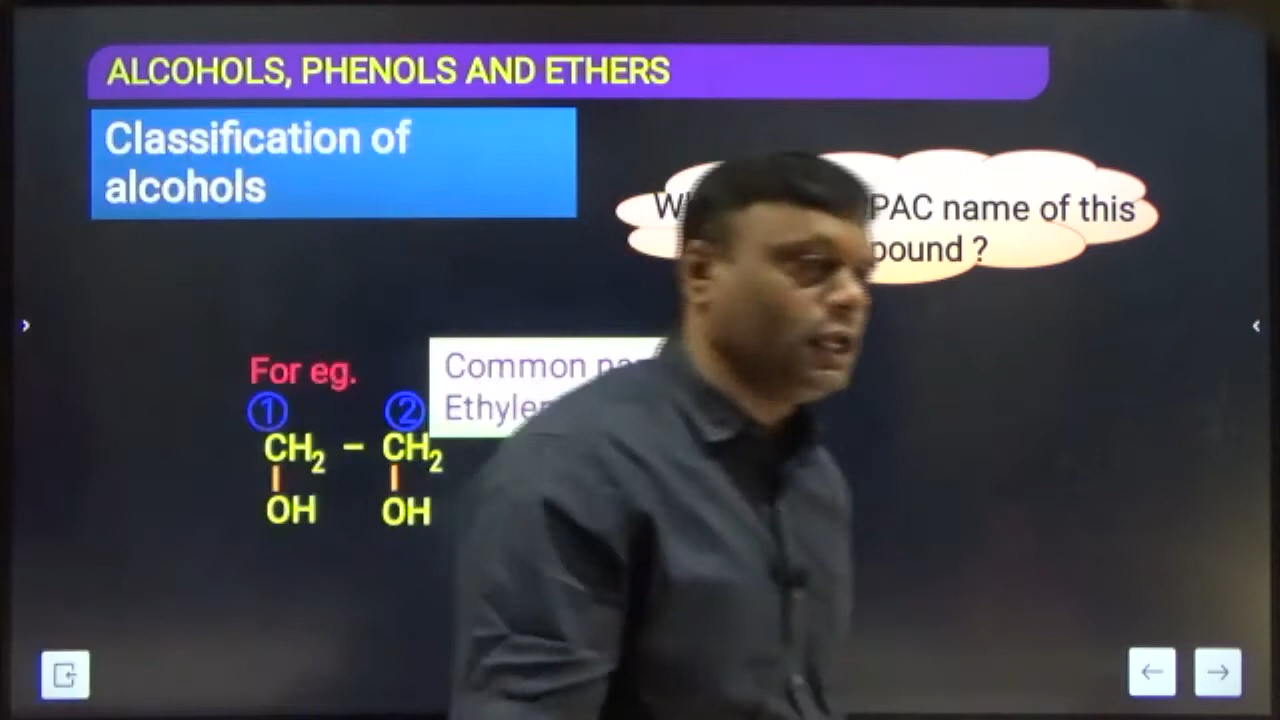 ALCOHOLS, PHENOLS AND ETHERS
Classification of
alcohols
PAC name of this
pound ?
For eg.
Common
① ②
CH₂ – CH₂
OH OH